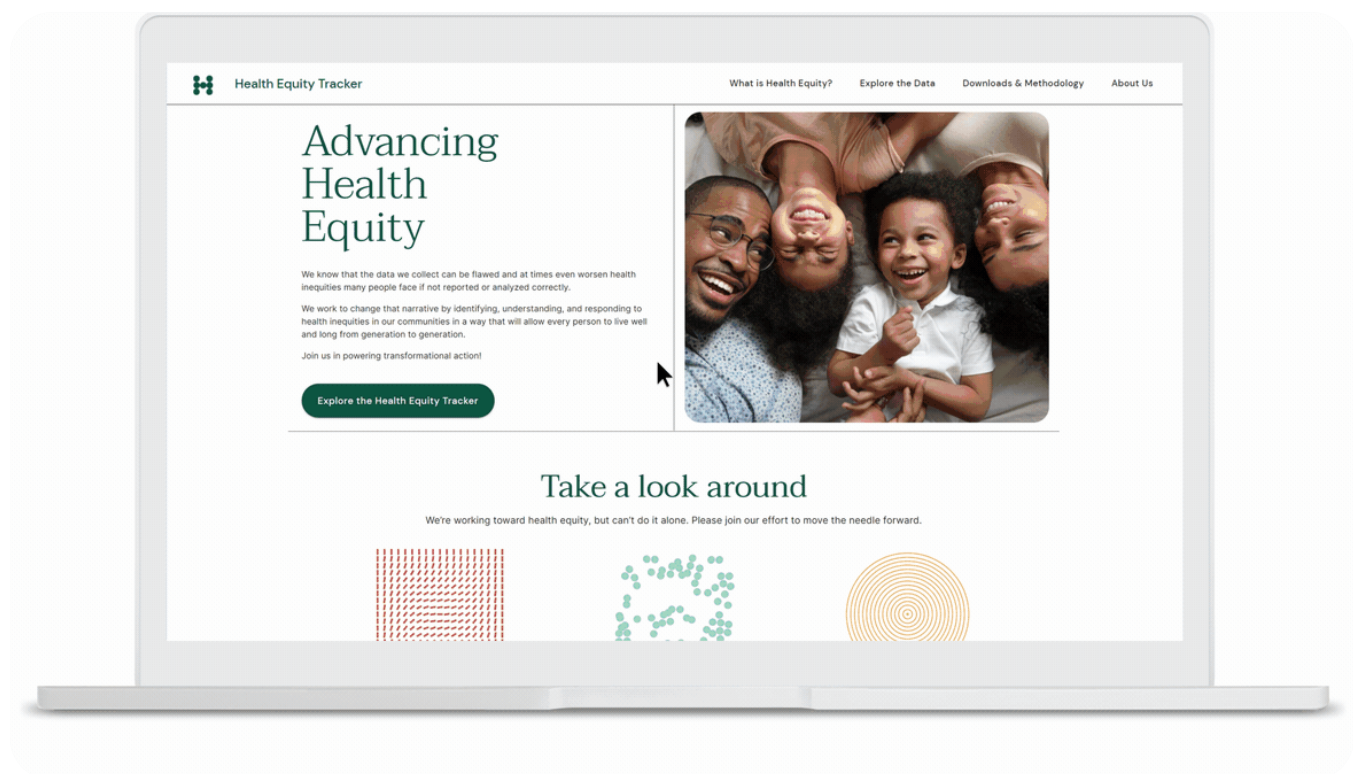 Health Equity Tracker
What is Health Equity?
Explore the Data
Downloads & Methodology
About Us
Advancing
Health
Equity
We know that the data we collect can be flawed and at times even worsen health
inequities many people face if not reported or analyzed correctly.
We work to change that narrative by identifying, understanding, and responding to
health inequities in our communities in a way that will allow every person to live well
and long from generation to generation.
Join us in powering transformational action!
Explore the Health Equity Tracker
Take a look around
We're working toward health equity, but can't do it alone. Please join our effort to move the needle forward.